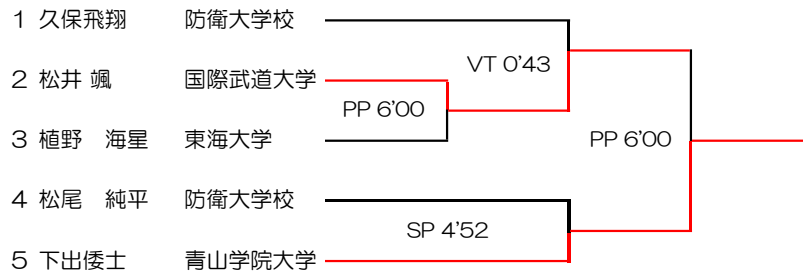 1 久保飛翔 防衛大学校
VT 0'43
2 松井 颯 国際武道大学
PP 6'00
3 植野 海星 東海大学
PP 6'00
4 松尾 純平 防衛大学校
SP 4'52
5 下出倭士 青山学院大学